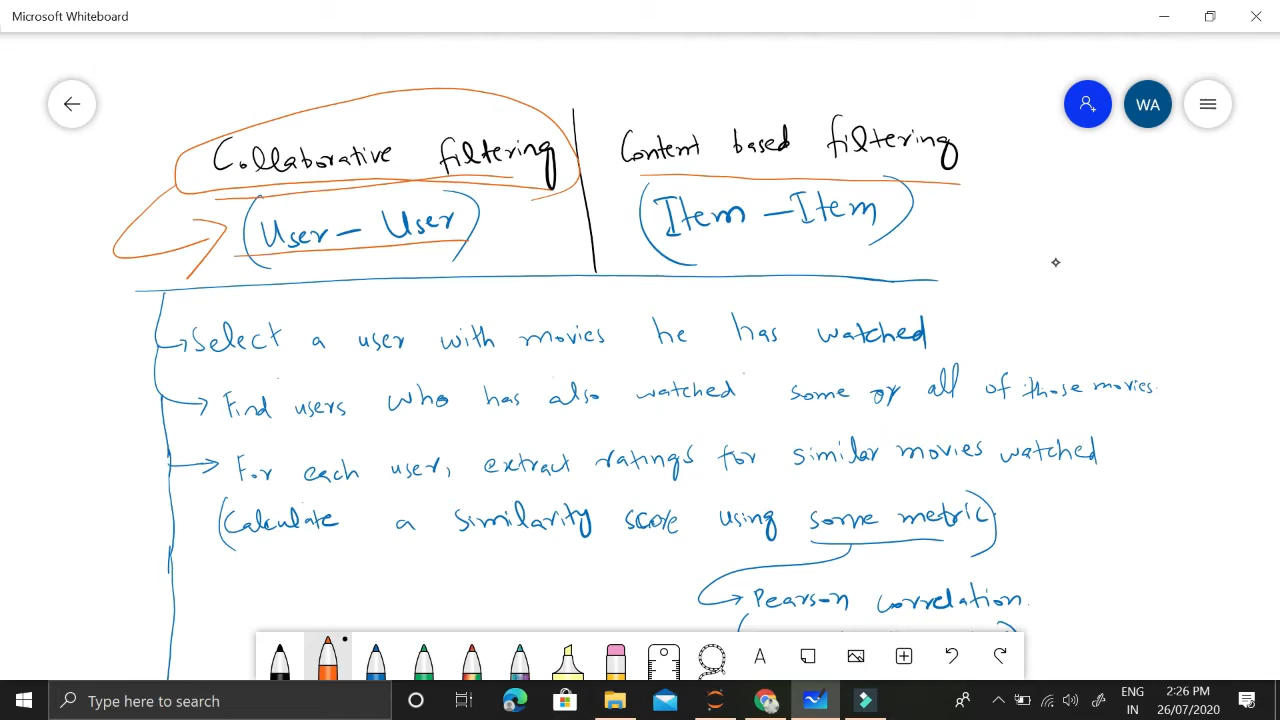 Microsoft Whiteboard
WA
Collaborative filtering
Content based filtering
(User - User)
(Item - Item)
Select a user with movies he has watched
Find users who has also watched some or all of those movies.
For each user, extract ratings for similar movies watched
(Calculate a similarity score using some metric)
Pearson correlation.
A
Type here to search
ENG
IN
2:26 PM
26/07/2020